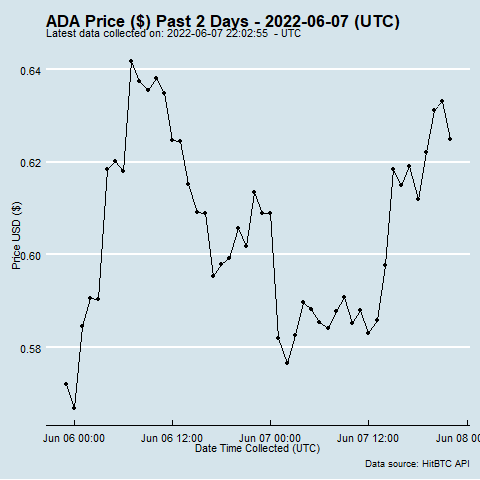 ADA Price ($) Past 2 Days - 2022-06-07 (UTC)
Latest data collected on: 2022-06-07 22:02:55 - UTC
Price USD ($)
0.64
0.62
0.60
0.58
Jun 06 00:00 Jun 06 12:00 Jun 07 00:00 Jun 07 12:00 Jun 08 0
Date Time Collected (UTC)
Data source: HitBTC API